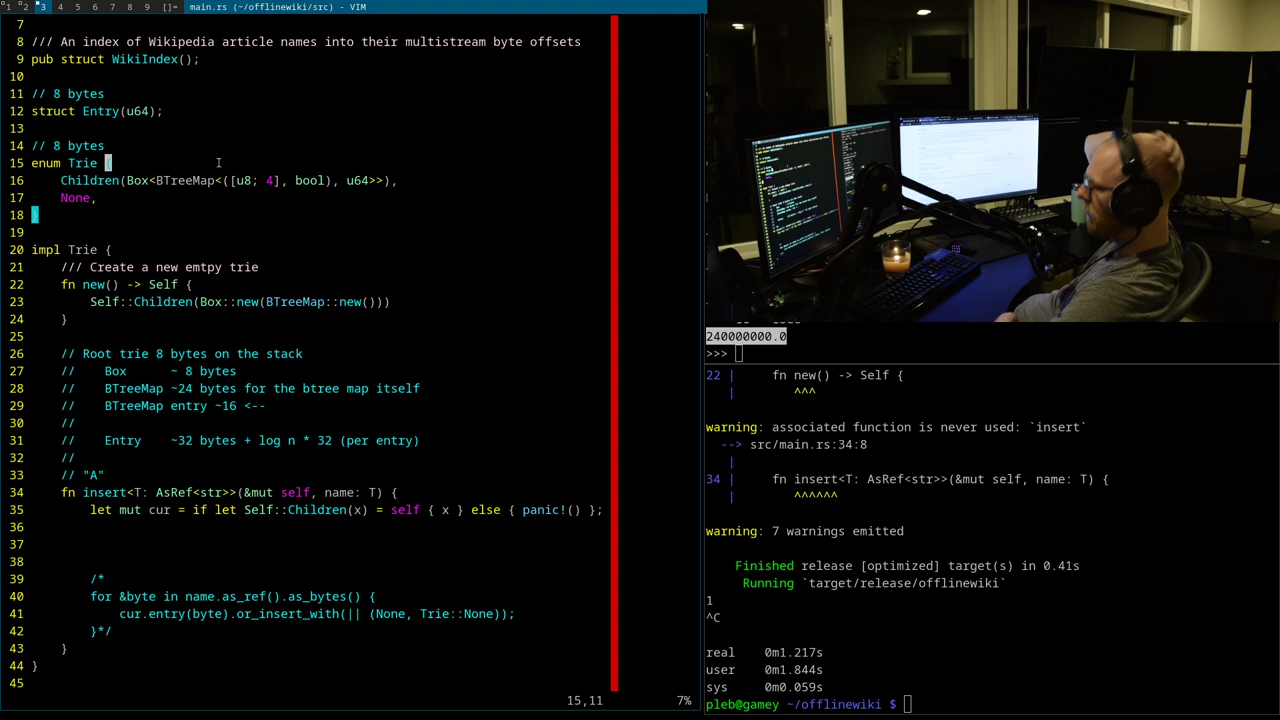 1 2 3 4 5 6 7 8 9 []= main.rs (~/offlinewiki/src) - VIM
7
8 /// An index of Wikipedia article names into their multistream byte offsets
9 pub struct WikiIndex();
10
11 // 8 bytes
12 struct Entry(u64);
13
14 // 8 bytes
15 enum Trie {
16     Children(Box<BTreeMap<([u8; 4], bool), u64>>),
17     None,
18 }
19
20 impl Trie {
21     /// Create a new emtpy trie
22     fn new() -> Self {
23         Self::Children(Box::new(BTreeMap::new()))
24     }
25
26     // Root trie 8 bytes on the stack
27     //    Box      ~ 8 bytes
28     //    BTreeMap ~24 bytes for the btree map itself
29     //    BTreeMap entry ~16 <--
30     //
31     //    Entry    ~32 bytes + log n * 32 (per entry)
32     //
33     // "A"
34     fn insert<T: AsRef<str>>(&mut self, name: T) {
35         let mut cur = if let Self::Children(x) = self { x } else { panic!() };
36
37
38
39         /*
40         for &byte in name.as_ref().as_bytes() {
41             cur.entry(byte).or_insert_with(|| (None, Trie::None));
42         }*/
43     }
44 }
45
15,11 7%
240000000.0
>>>
22 |     fn new() -> Self {
|        ^^^
warning: associated function is never used: `insert`
--> src/main.rs:34:8
|
34 |     fn insert<T: AsRef<str>>(&mut self, name: T) {
|        ^^^^^^
warning: 7 warnings emitted
Finished release [optimized] target(s) in 0.41s
Running `target/release/offlinewiki`
1
^C
real    0m1.217s
user    0m1.844s
sys     0m0.059s
pleb@gamey ~/offlinewiki $